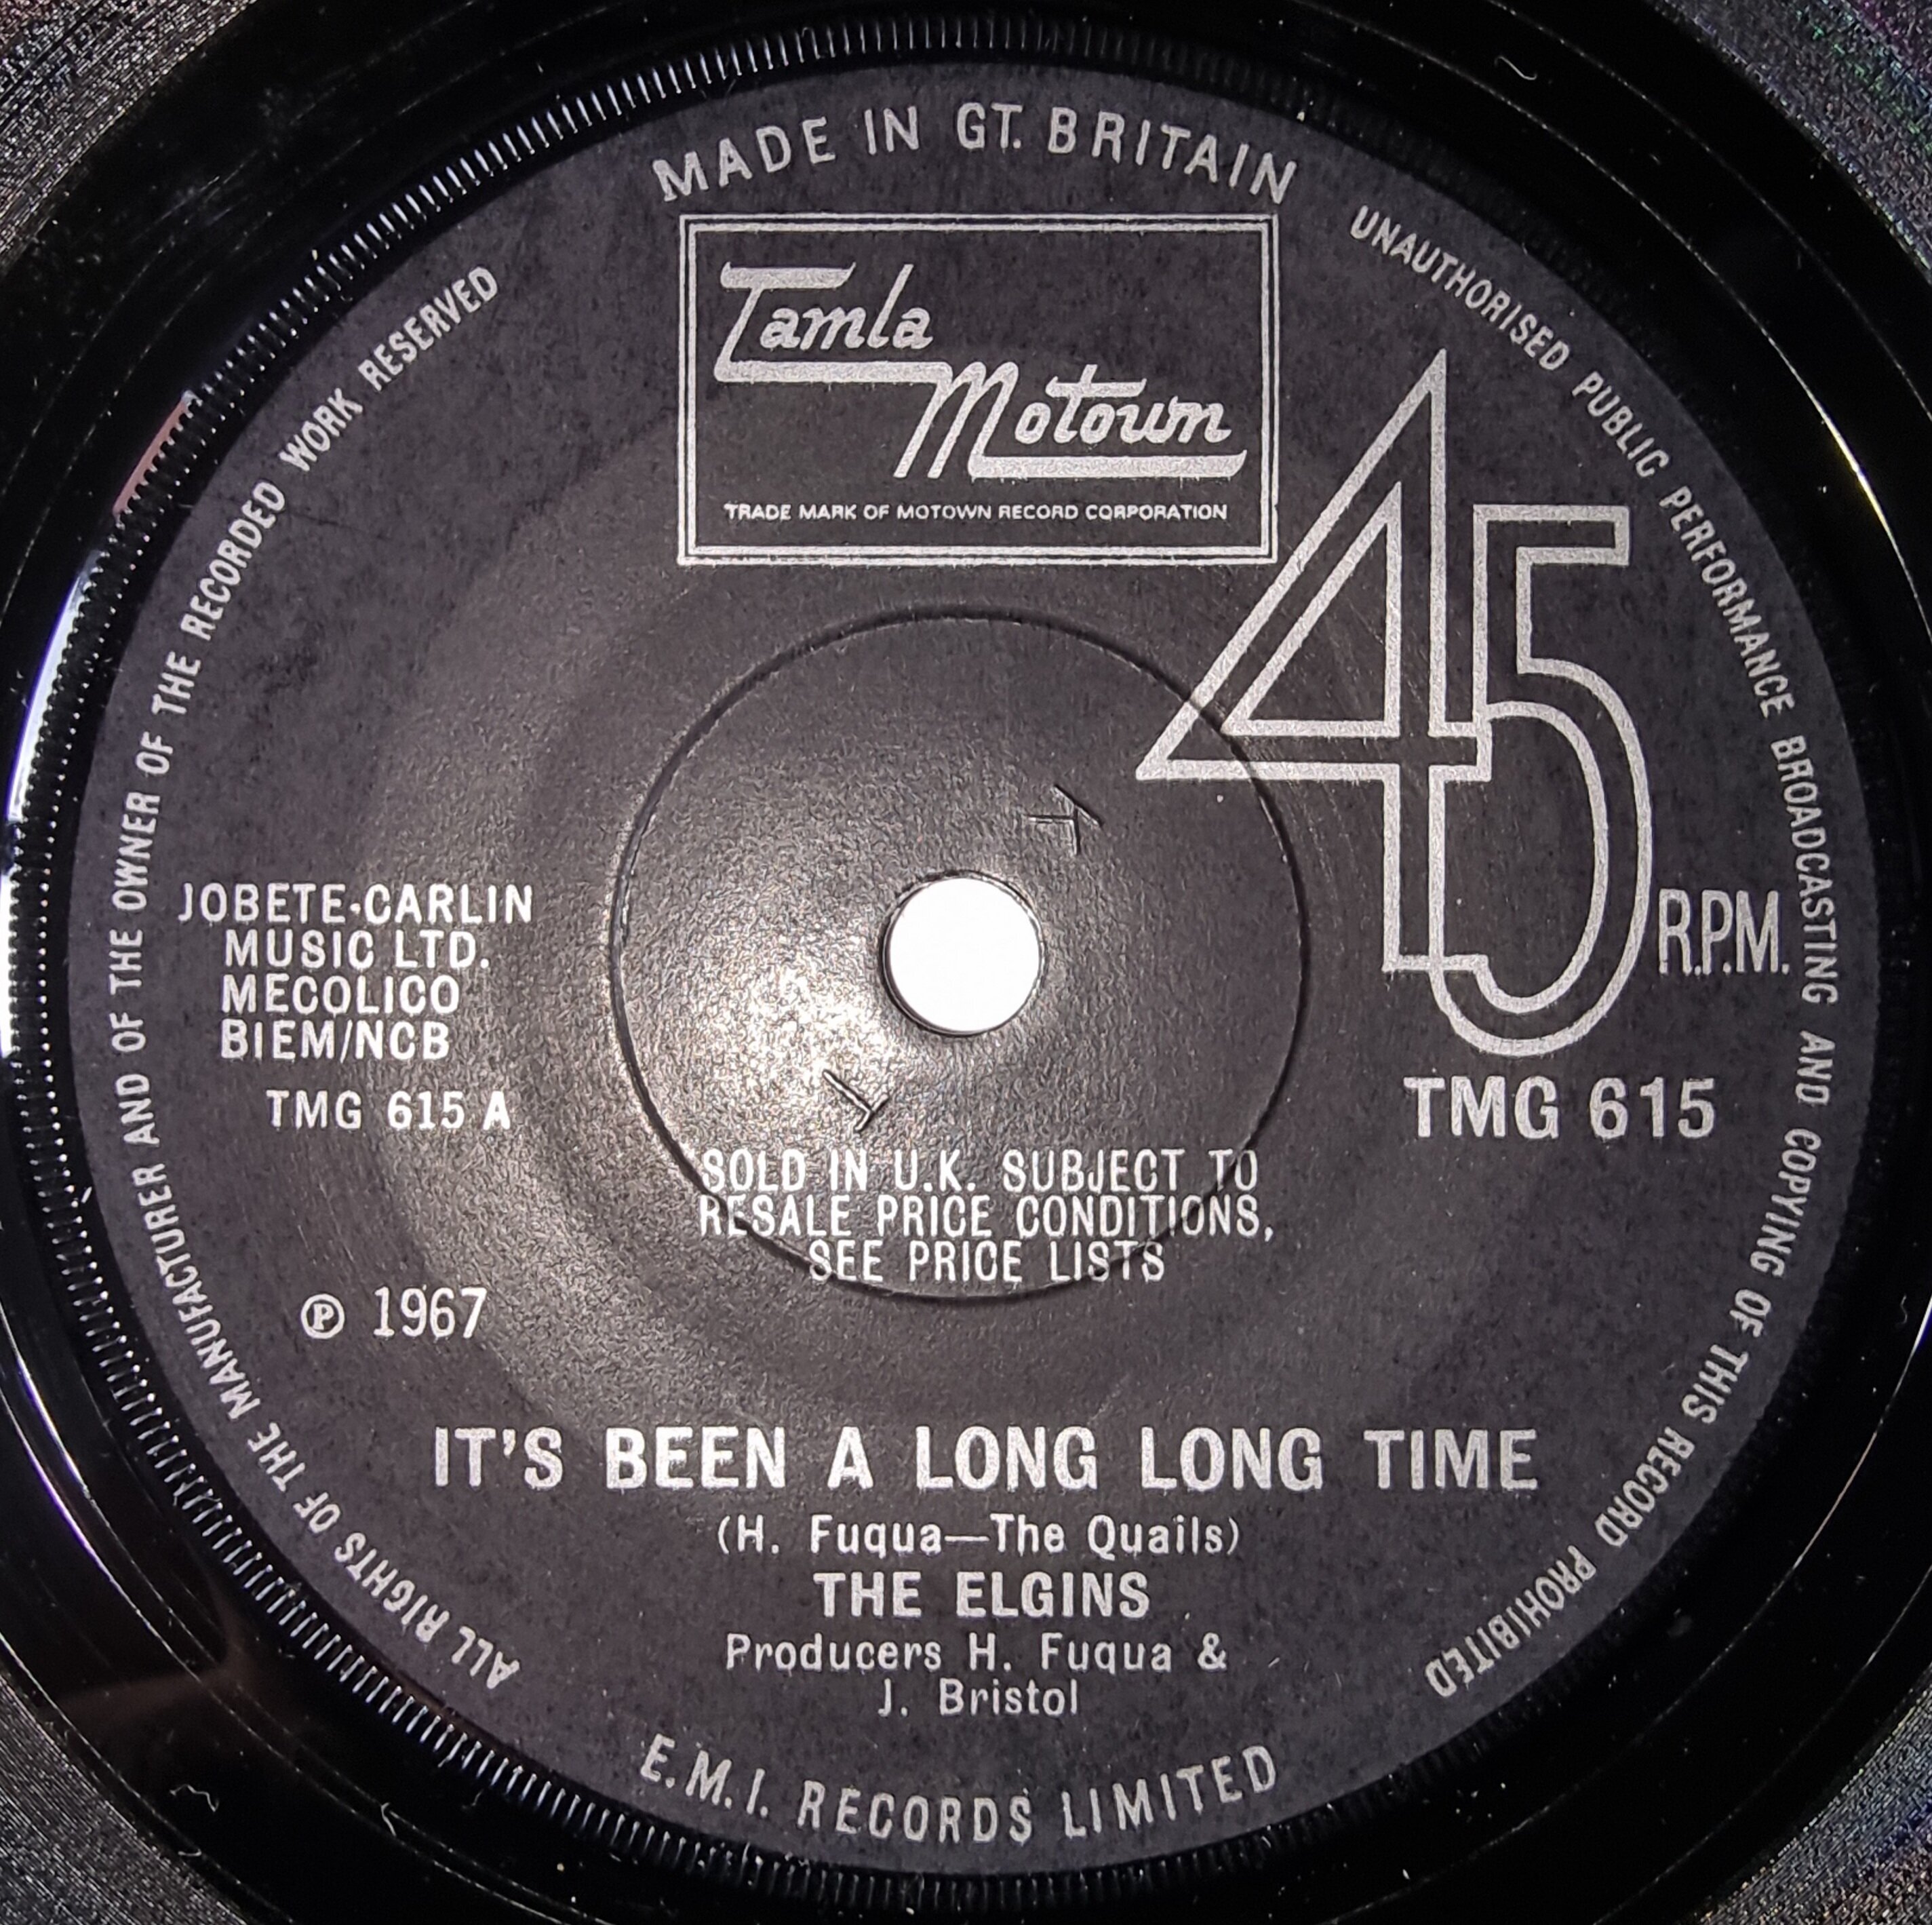 MADE IN GT. BRITAIN
Tamla
Motown
TRADE MARK OF MOTOWN RECORD CORPORATION
UNAUTHORISED PUBLIC PERFORMANCE BROADCASTING AND COPYING OF THIS RECORD PROHIBITED
ALL RIGHTS OF THE MANUFACTURER AND OF THE OWNER OF THE RECORDED WORK RESERVED
45
R.P.M.
JOBETE-CARLIN
MUSIC LTD.
MECOLICO
BIEM/NCB
TMG 615 A
TMG 615
SOLD IN U.K. SUBJECT TO
RESALE PRICE CONDITIONS,
SEE PRICE LISTS
℗ 1967
IT'S BEEN A LONG LONG TIME
(H. Fuqua—The Quails)
THE ELGINS
Producers H. Fuqua &
J. Bristol
E.M.I. RECORDS LIMITED